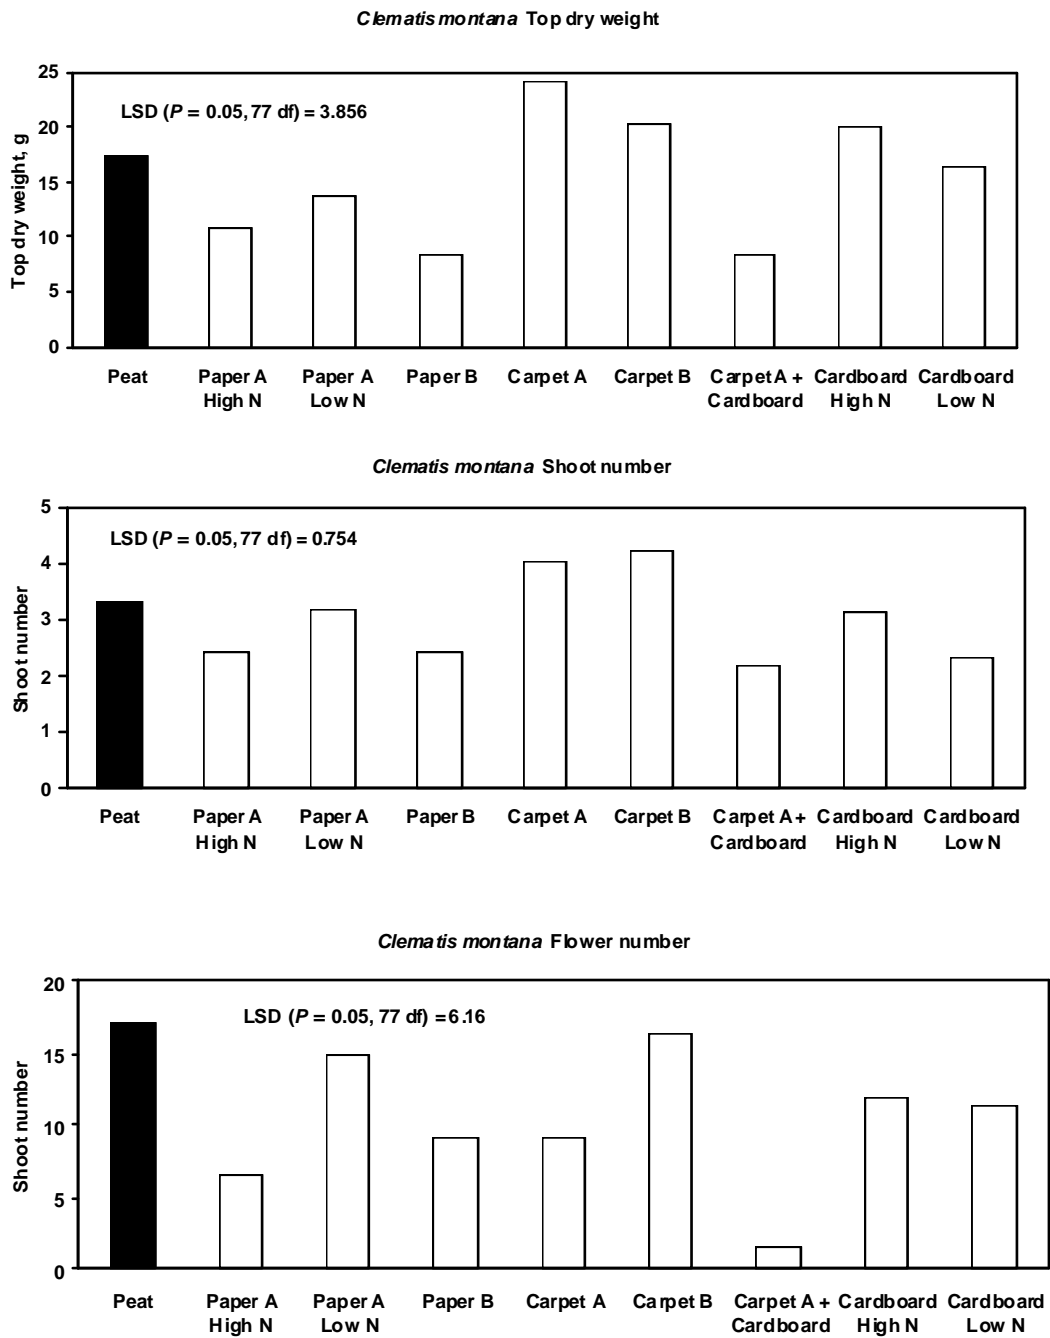 Clematis montana Top dry weight
25
LSD (P = 0.05, 77 df) = 3.856
20
15
10
5
0
Top dry weight, g
Peat Paper A Paper A Paper B Carpet A Carpet B Carpet A + Cardboard Cardboard
High N Low N Cardboard High N Low N
Clematis montana Shoot number
5
LSD (P = 0.05, 77 df) = 0.754
4
3
2
1
0
Shoot number
Peat Paper A Paper A Paper B Carpet A Carpet B Carpet A + Cardboard Cardboard
High N Low N Cardboard High N Low N
Clematis montana Flower number
20
LSD (P = 0.05, 77 df) = 6.16
15
10
5
0
Shoot number
Peat Paper A Paper A Paper B Carpet A Carpet B Carpet A + Cardboard Cardboard
High N Low N Cardboard High N Low N